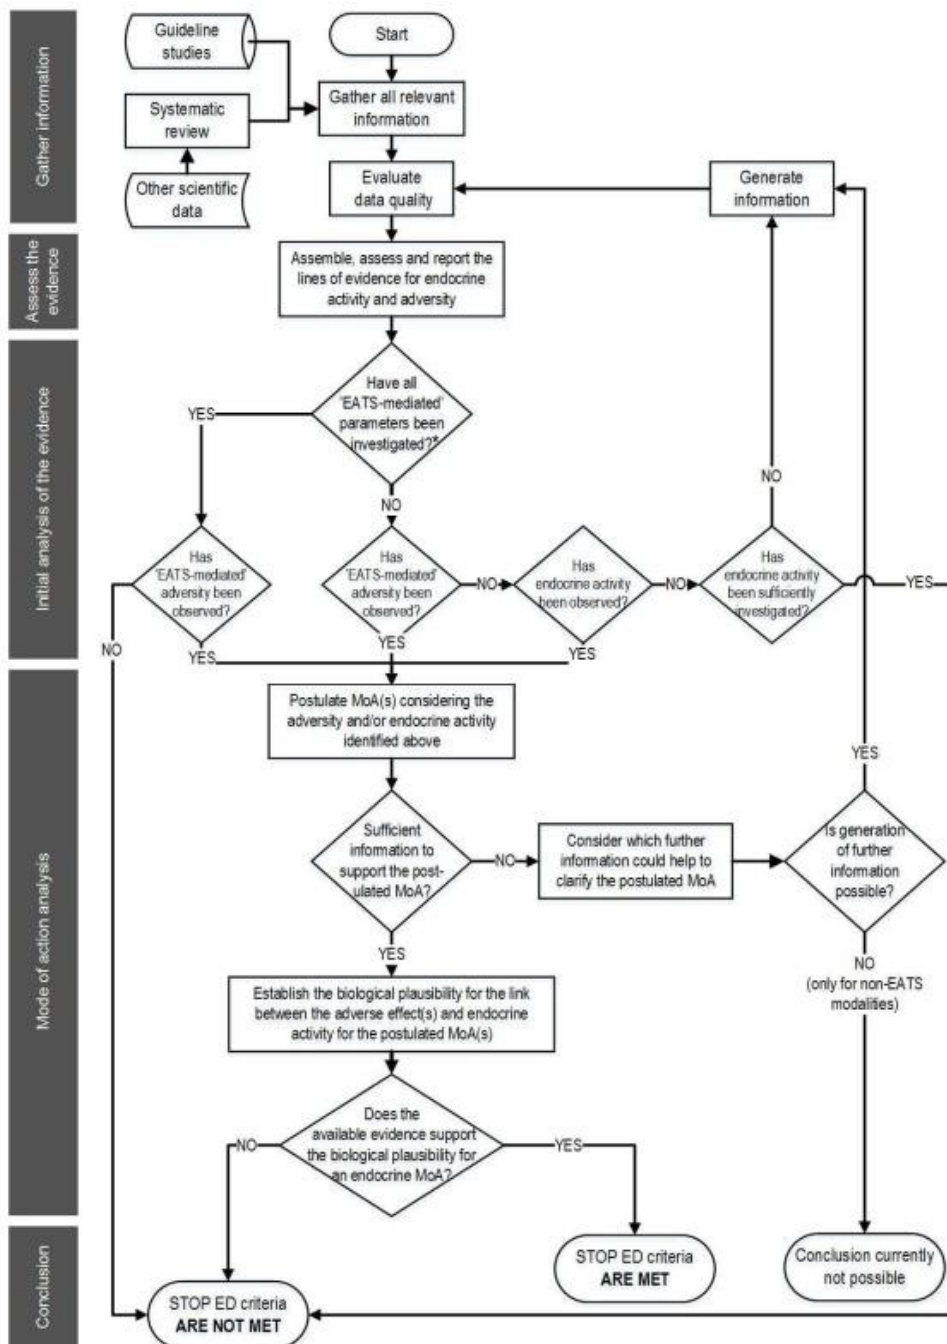 Gather information
Guideline
studies
Start
Systematic
review
Gather all relevant
information
Other scientific
data
Evaluate
data quality
Generate
information
Assess the
evidence
Assemble, assess and report the
lines of evidence for endocrine
activity and adversity
Initial analysis of the evidence
Have all
'EATS-mediated'
parameters been
investigated?*
YES
NO
NO
Has
'EATS-mediated'
adversity been
observed?
Has
'EATS-mediated'
adversity been
observed?
NO
Has
endocrine activity
been observed?
NO
Has
endocrine activity
been sufficiently
investigated?
YES
NO
YES
YES
YES
Mode of action analysis
Postulate MoA(s) considering the
adversity and/or endocrine activity
identified above
YES
Sufficient
information to
support the post-
ulated MoA?
NO
Consider which further
information could help to
clarify the postulated MoA
Is generation
of further
information
possible?
YES
NO
(only for non-EATS
modalities)
Establish the biological plausibility for the link
between the adverse effect(s) and endocrine
activity for the postulated MoA(s)
Does the
available evidence support
the biological plausibility for
an endocrine MoA?
NO
YES
Conclusion
STOP ED criteria
ARE NOT MET
STOP ED criteria
ARE MET
Conclusion currently
not possible